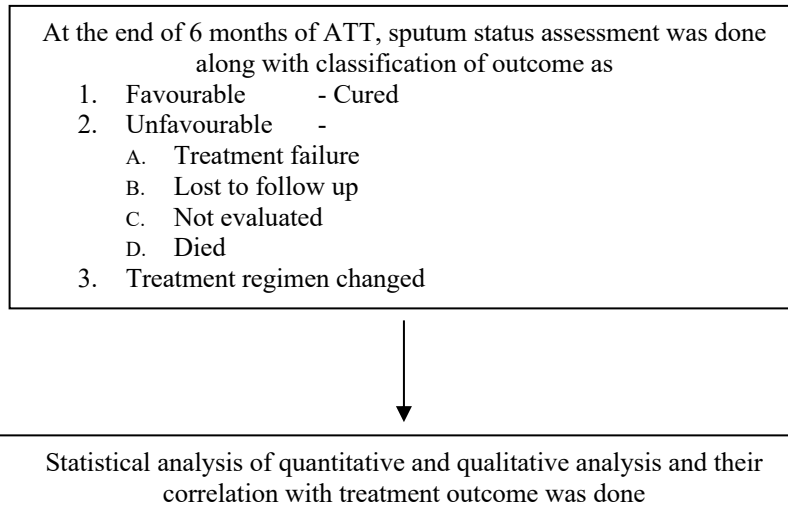 At the end of 6 months of ATT, sputum status assessment was done
along with classification of outcome as
1. Favourable - Cured
2. Unfavourable -
A. Treatment failure
B. Lost to follow up
C. Not evaluated
D. Died
3. Treatment regimen changed
Statistical analysis of quantitative and qualitative analysis and their
correlation with treatment outcome was done